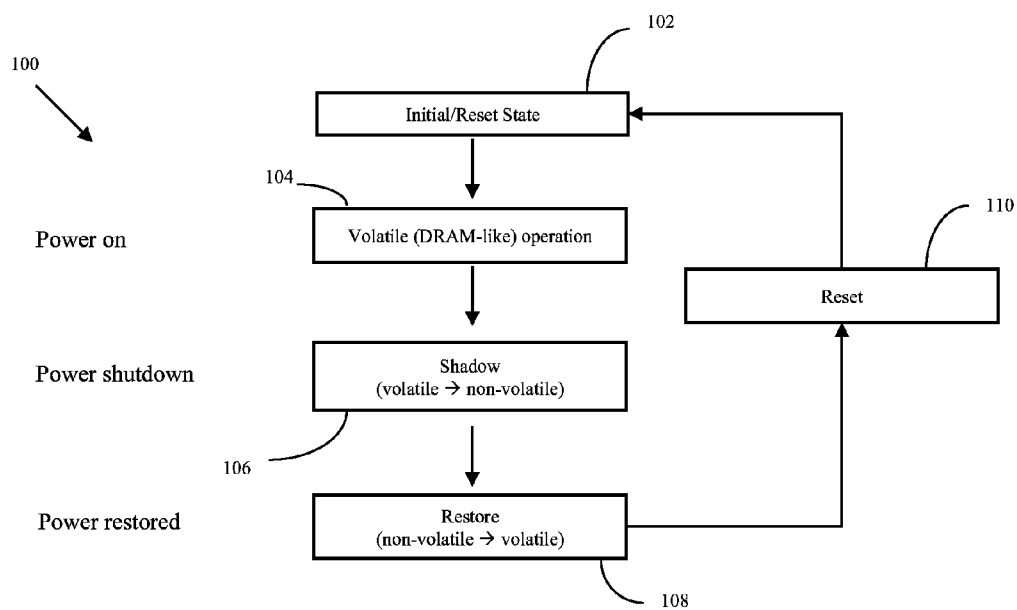 102
100
Initial/Reset State
104
110
Power on
Volatile (DRAM-like) operation
Reset
Power shutdown
Shadow
(volatile → non-volatile)
106
Power restored
Restore
(non-volatile → volatile)
108